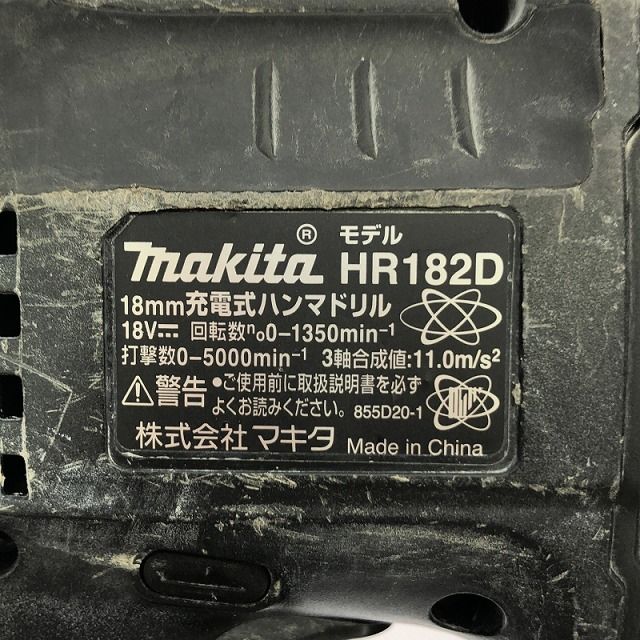 makita® モデル HR182D
18mm充電式ハンマドリル
18V⎓ 回転数n₀0−1350min⁻¹
打撃数0−5000min⁻¹ 3軸合成値:11.0m/s²
⚠警告 •ご使用前に取扱説明書を必ず
よくお読みください。 855D20-1
株式会社マキタ Made in China